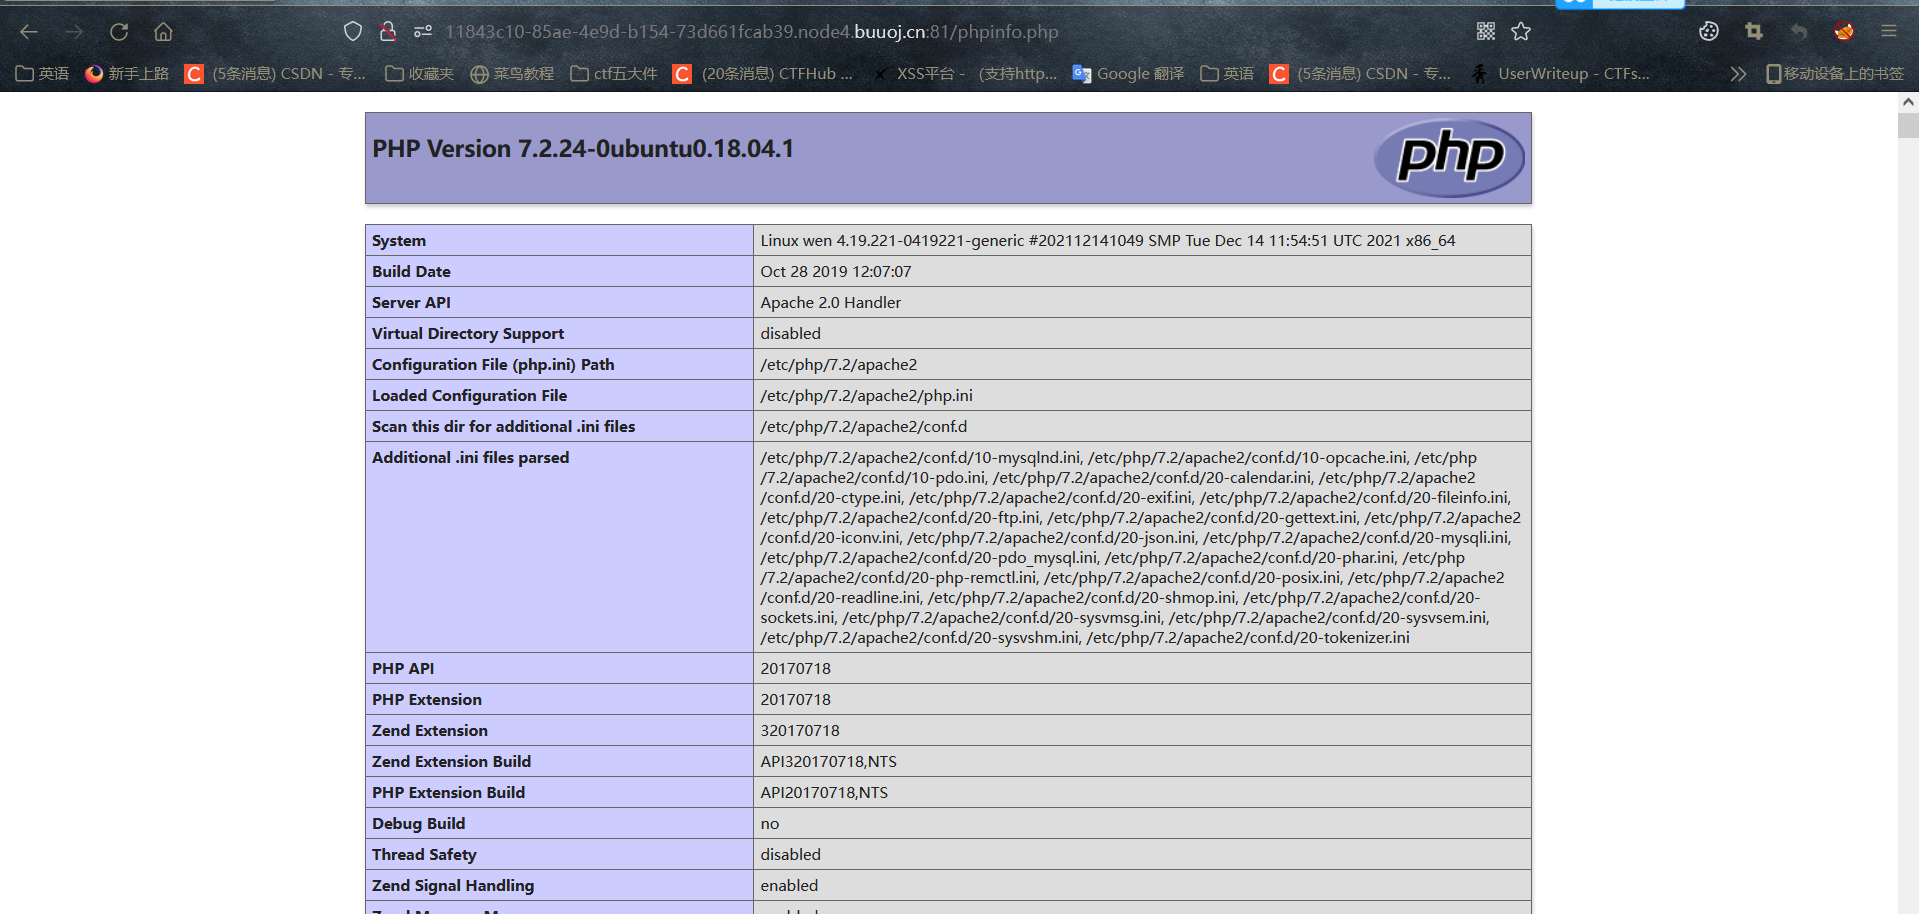 11843c10-85ae-4e9d-b154-73d661fcab39.node4.buuoj.cn:81/phpinfo.php
英语 新手上路 C (5条消息) CSDN - 专... 收藏夹 菜鸟教程 ctf五大件 C (20条消息) CTFHub ... XSS平台 - (支持http... Google 翻译 英语 C (5条消息) CSDN - 专... UserWriteup - CTFs... 移动设备上的书签
PHP Version 7.2.24-0ubuntu0.18.04.1
php
System Linux wen 4.19.221-0419221-generic #202112141049 SMP Tue Dec 14 11:54:51 UTC 2021 x86_64
Build Date Oct 28 2019 12:07:07
Server API Apache 2.0 Handler
Virtual Directory Support disabled
Configuration File (php.ini) Path /etc/php/7.2/apache2
Loaded Configuration File /etc/php/7.2/apache2/php.ini
Scan this dir for additional .ini files /etc/php/7.2/apache2/conf.d
Additional .ini files parsed /etc/php/7.2/apache2/conf.d/10-mysqlnd.ini, /etc/php/7.2/apache2/conf.d/10-opcache.ini, /etc/php
/7.2/apache2/conf.d/10-pdo.ini, /etc/php/7.2/apache2/conf.d/20-calendar.ini, /etc/php/7.2/apache2
/conf.d/20-ctype.ini, /etc/php/7.2/apache2/conf.d/20-exif.ini, /etc/php/7.2/apache2/conf.d/20-fileinfo.ini,
/etc/php/7.2/apache2/conf.d/20-ftp.ini, /etc/php/7.2/apache2/conf.d/20-gettext.ini, /etc/php/7.2/apache2
/conf.d/20-iconv.ini, /etc/php/7.2/apache2/conf.d/20-json.ini, /etc/php/7.2/apache2/conf.d/20-mysqli.ini,
/etc/php/7.2/apache2/conf.d/20-pdo_mysql.ini, /etc/php/7.2/apache2/conf.d/20-phar.ini, /etc/php
/7.2/apache2/conf.d/20-php-remctl.ini, /etc/php/7.2/apache2/conf.d/20-posix.ini, /etc/php/7.2/apache2
/conf.d/20-readline.ini, /etc/php/7.2/apache2/conf.d/20-shmop.ini, /etc/php/7.2/apache2/conf.d/20-
sockets.ini, /etc/php/7.2/apache2/conf.d/20-sysvmsg.ini, /etc/php/7.2/apache2/conf.d/20-sysvsem.ini,
/etc/php/7.2/apache2/conf.d/20-sysvshm.ini, /etc/php/7.2/apache2/conf.d/20-tokenizer.ini
PHP API 20170718
PHP Extension 20170718
Zend Extension 320170718
Zend Extension Build API320170718,NTS
PHP Extension Build API20170718,NTS
Debug Build no
Thread Safety disabled
Zend Signal Handling enabled